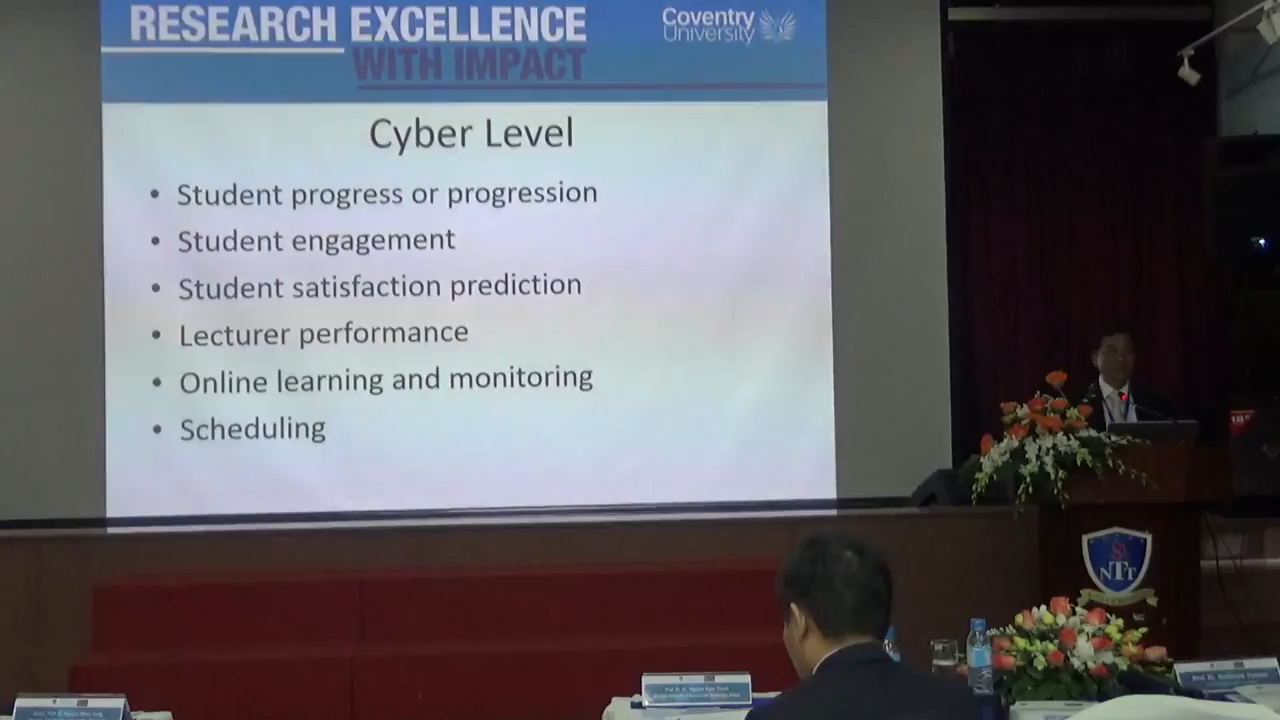 RESEARCH EXCELLENCE
WITH IMPACT
Coventry
University
Cyber Level
• Student progress or progression
• Student engagement
• Student satisfaction prediction
• Lecturer performance
• Online learning and monitoring
• Scheduling
NTT